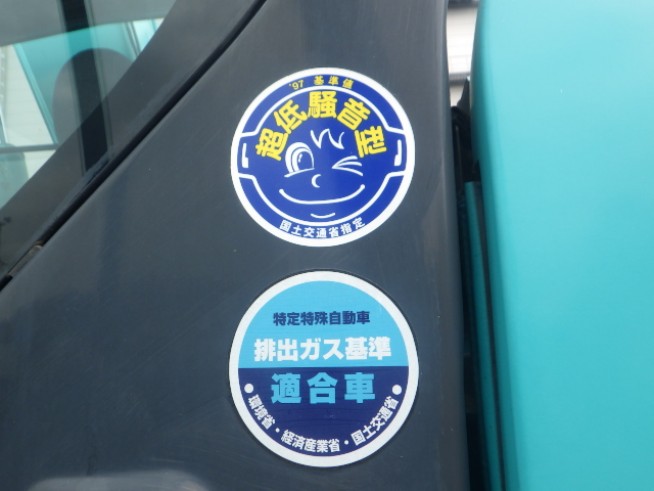 '97 基準値
超低騒音型
国土交通省指定
特定特殊自動車
排出ガス基準
適合車
●環境省・経済産業省・国土交通省●